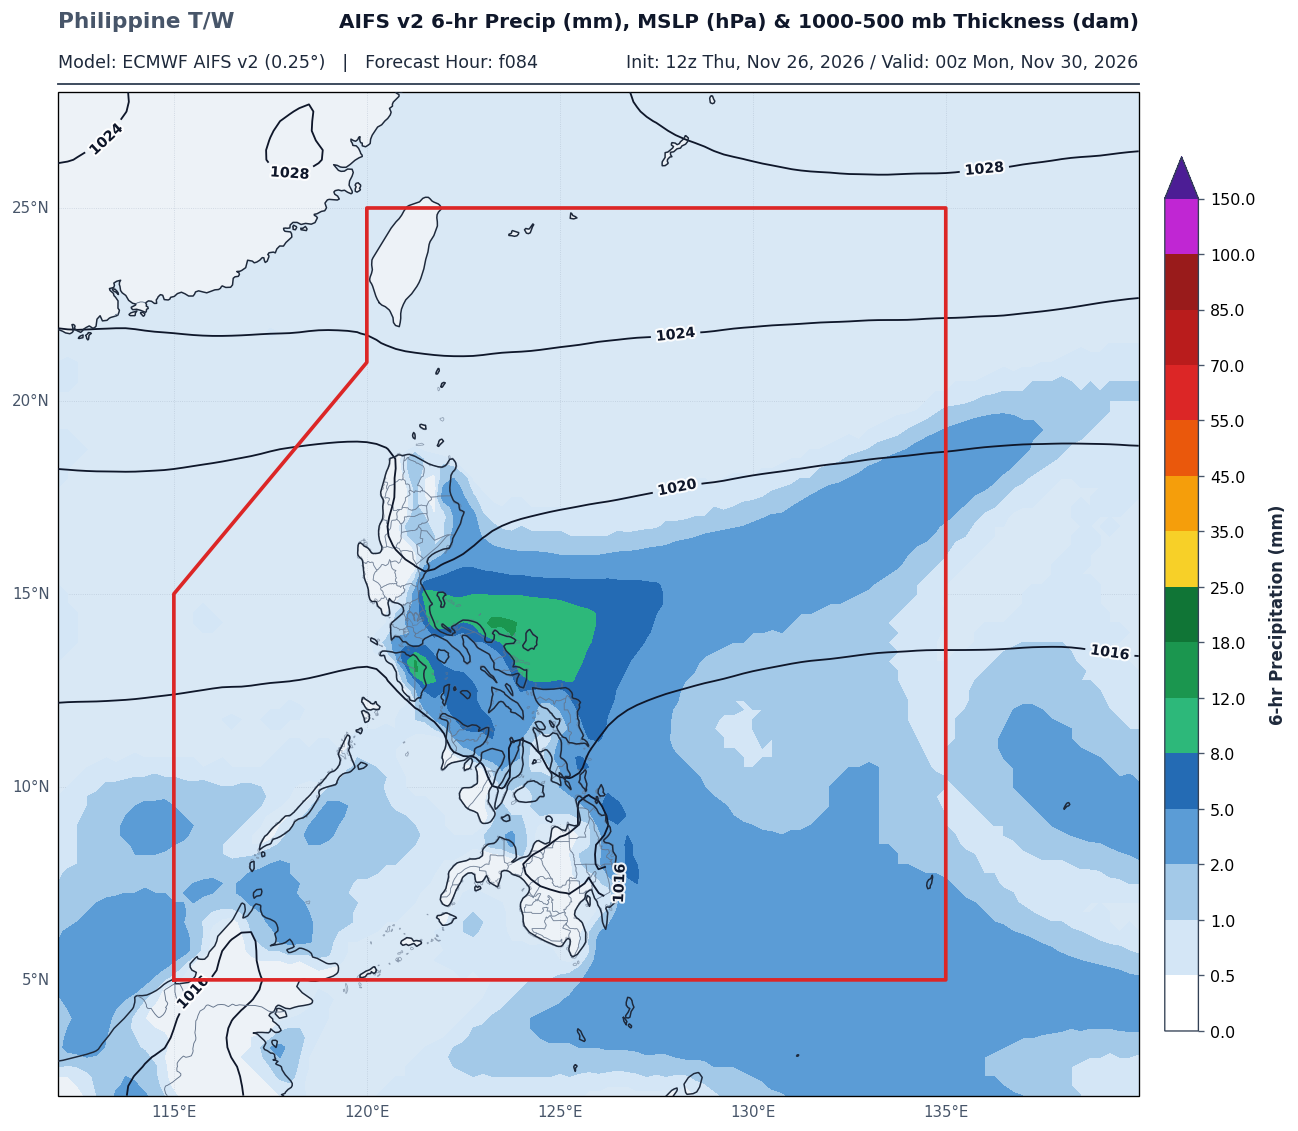 Philippine T/W
AIFS v2 6-hr Precip (mm), MSLP (hPa) & 1000-500 mb Thickness (dam)
Model: ECMWF AIFS v2 (0.25°) | Forecast Hour: f084
Init: 12z Thu, Nov 26, 2026 / Valid: 00z Mon, Nov 30, 2026
1024
1028
1028
1024
1020
1016
1016
1016
25°N
20°N
15°N
10°N
5°N
115°E
120°E
125°E
130°E
135°E
150.0
100.0
85.0
70.0
55.0
45.0
35.0
25.0
18.0
12.0
8.0
5.0
2.0
1.0
0.5
0.0
6-hr Precipitation (mm)